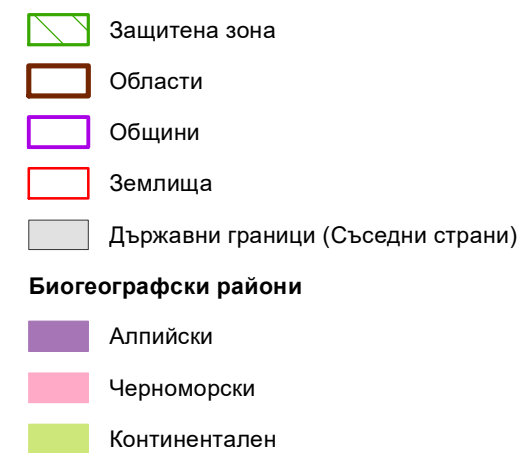 Защитена зона
Области
Общини
Землища
Държавни граници (Съседни страни)
Биогеографски райони
Алпийски
Черноморски
Континентален